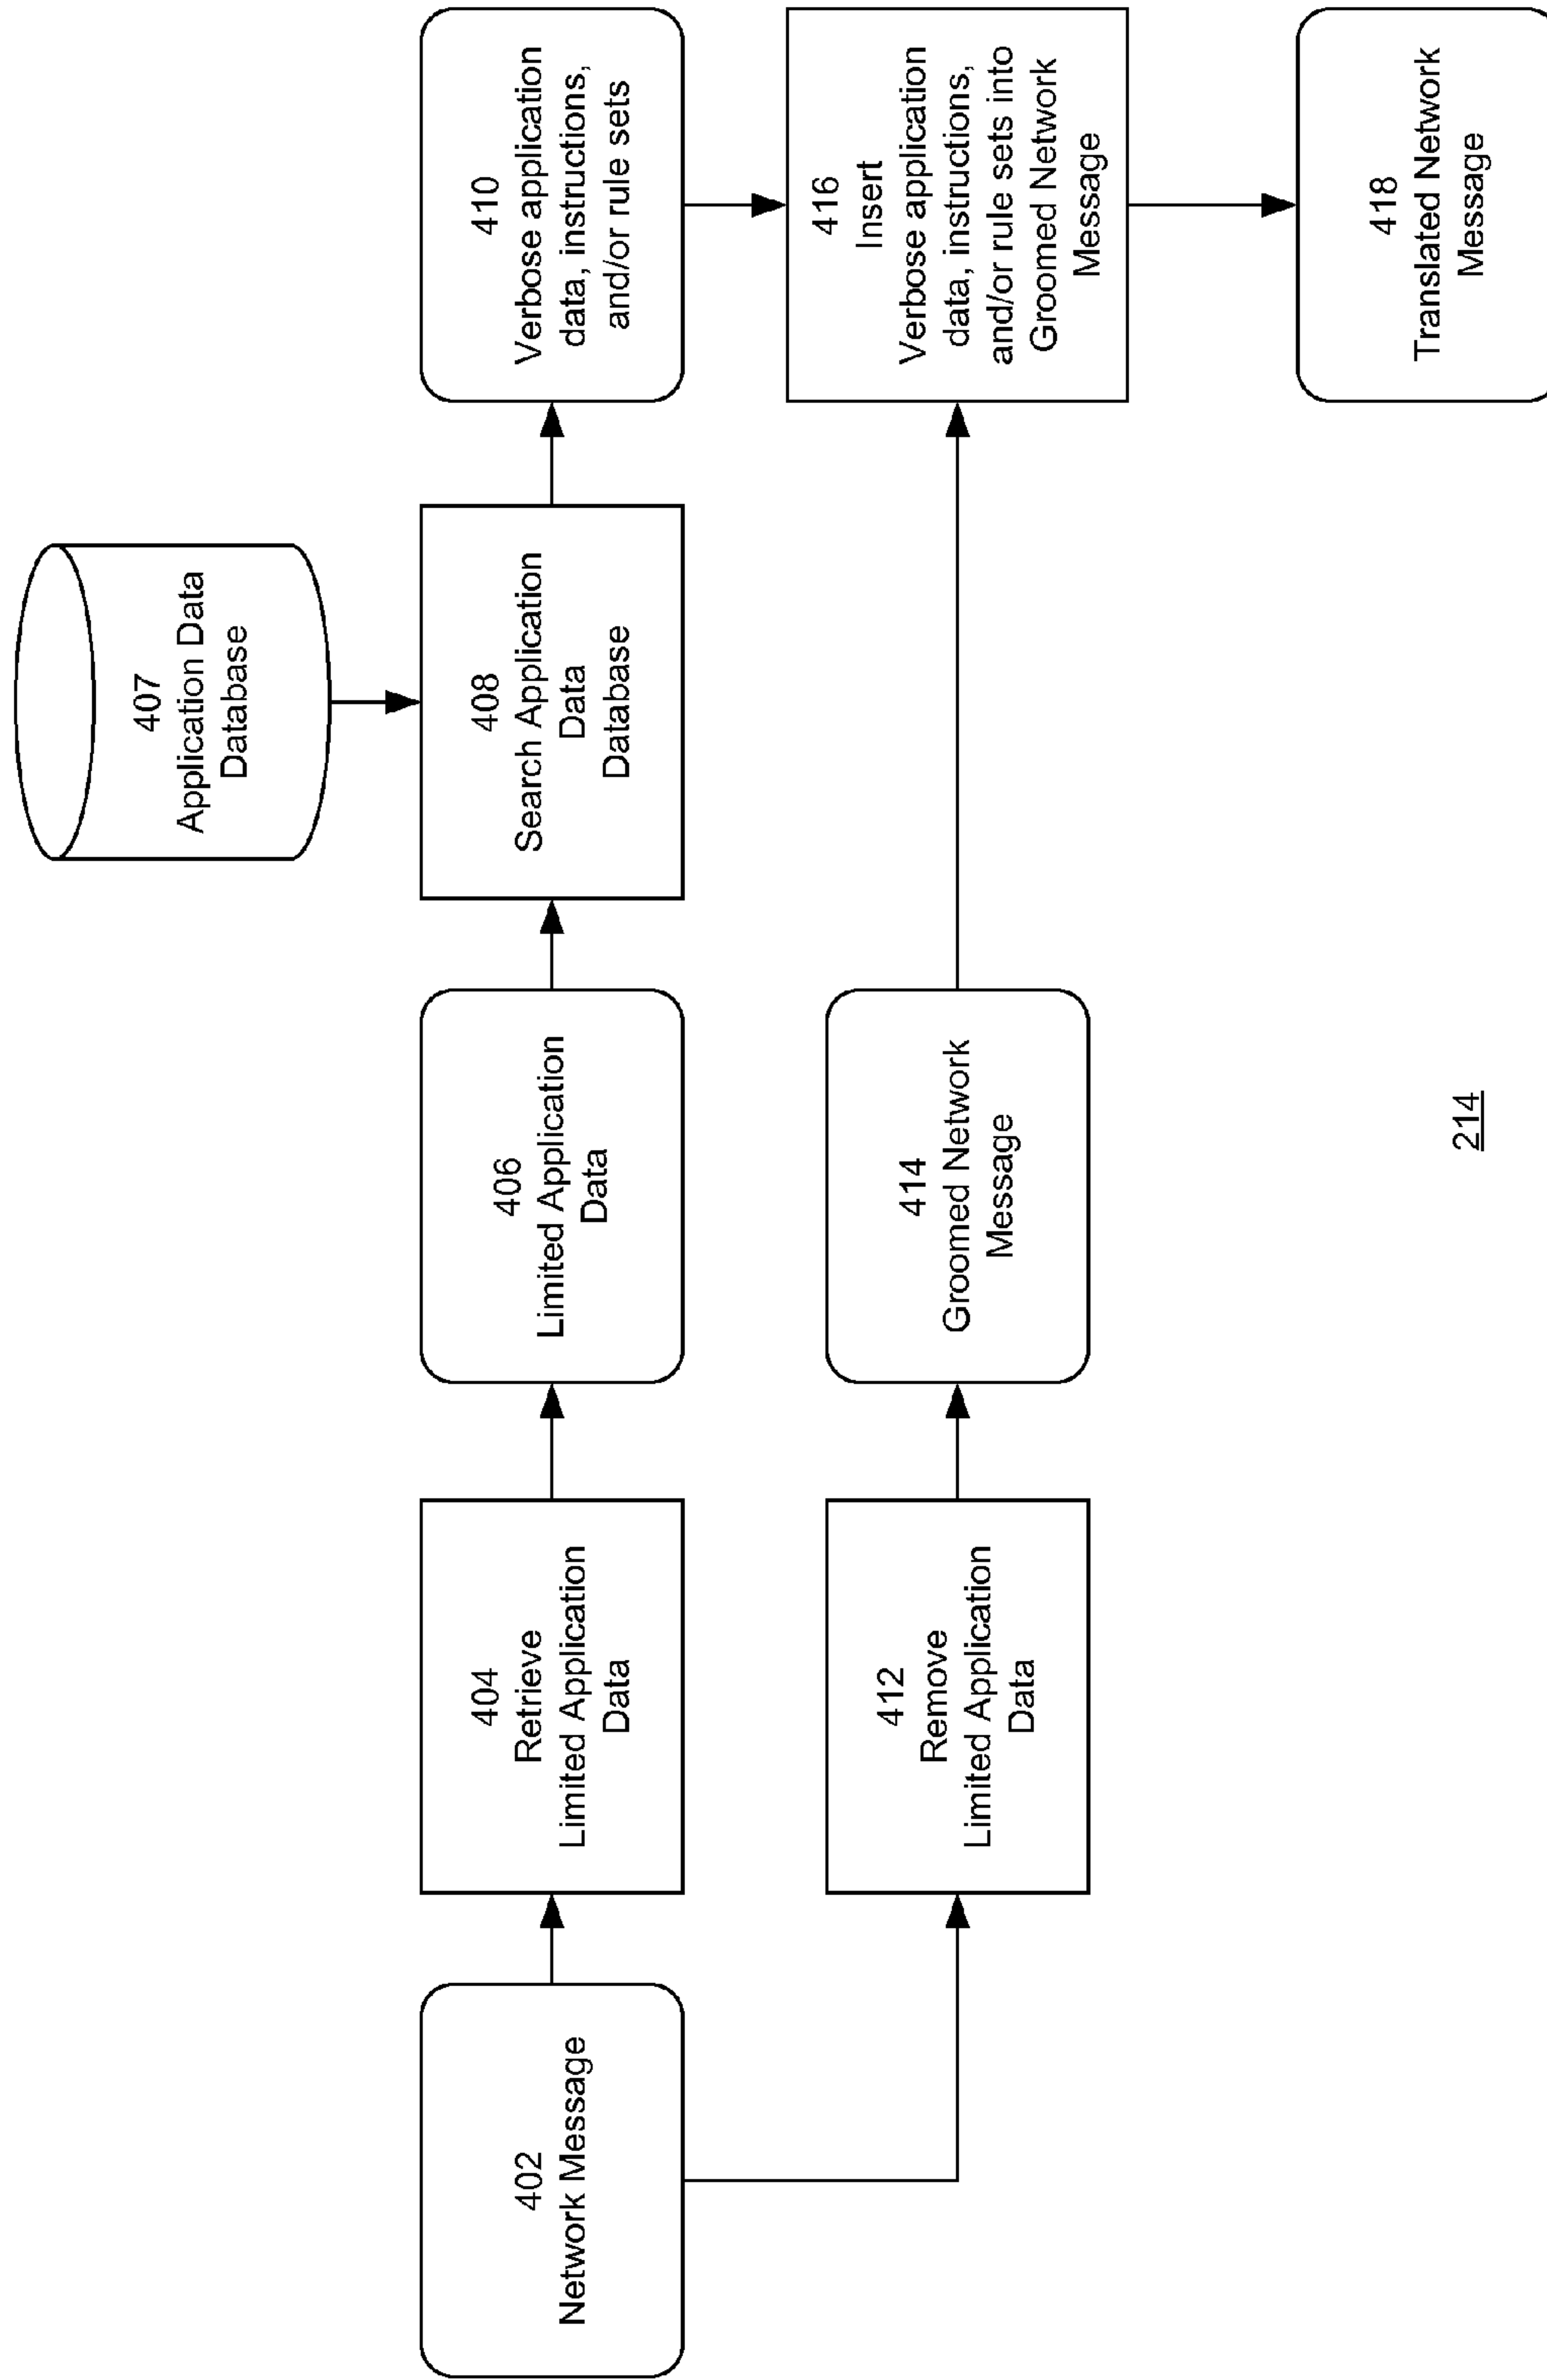 407
Application Data
Database
402
Network Message
404
Retrieve
Limited Application
Data
406
Limited Application
Data
408
Search Application
Data
Database
410
Verbose application
data, instructions,
and/or rule sets
412
Remove
Limited Application
Data
414
Groomed Network
Message
416
Insert
Verbose application
data, instructions,
and/or rule sets into
Groomed Network
Message
418
Translated Network
Message
214